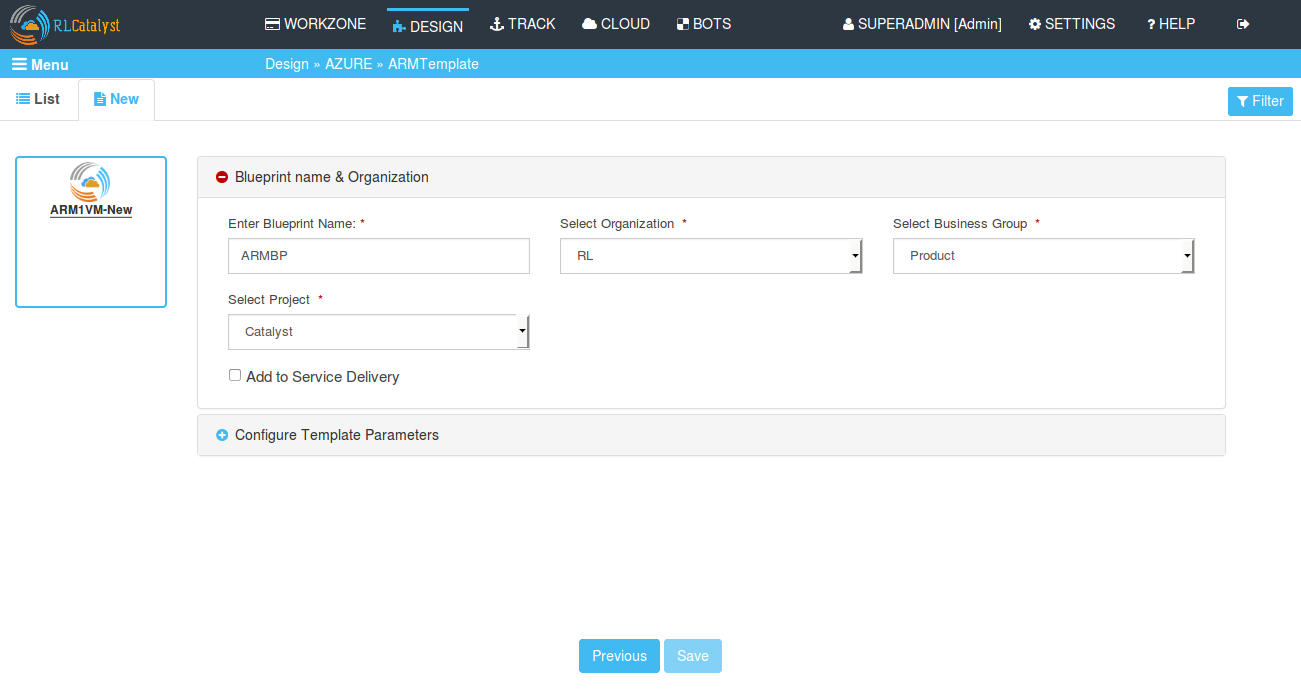 RLCatalyst
WORKZONE
DESIGN
TRACK
CLOUD
BOTS
SUPERADMIN [Admin]
SETTINGS
? HELP
Menu
Design » AZURE » ARMTemplate
List
New
Filter
ARM1VM-New
Blueprint name & Organization
Enter Blueprint Name: *
Select Organization *
Select Business Group *
ARMBP
RL
Product
Select Project *
Catalyst
Add to Service Delivery
Configure Template Parameters
Previous
Save